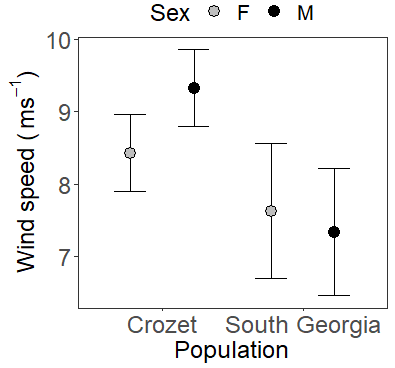 Sex F M
10
9
8
7
Wind speed ( ms⁻¹)
Crozet South Georgia
Population